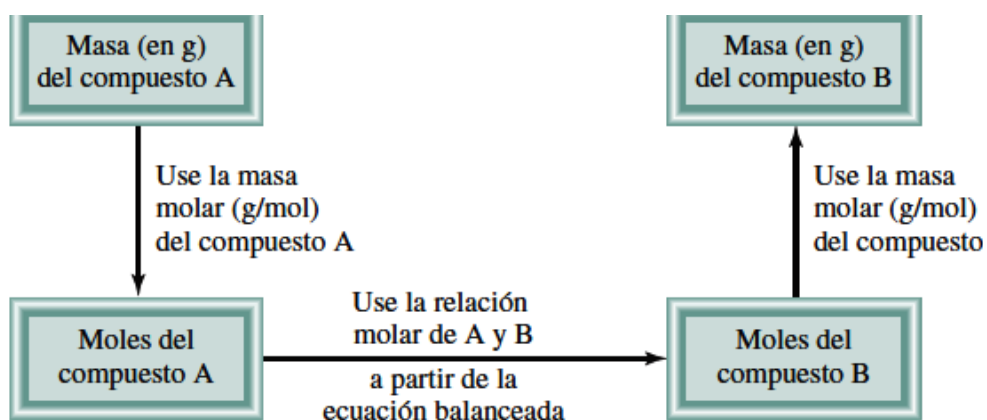 Masa (en g)
del compuesto A
Masa (en g)
del compuesto B
Use la masa
molar (g/mol)
del compuesto A
Use la masa
molar (g/mol)
del compuesto
Moles del
compuesto A
Use la relación
molar de A y B
a partir de la
ecuación balanceada
Moles del
compuesto B